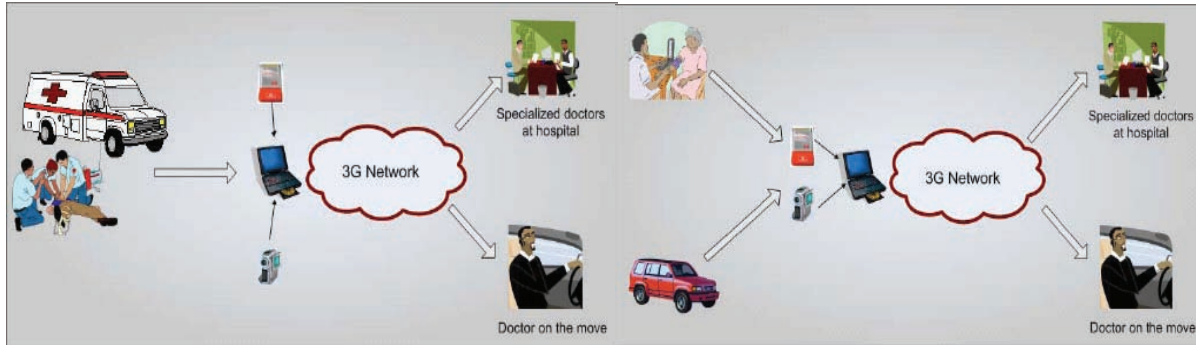 Specialized doctors
at hospital
3G Network
Doctor on the move
Specialized doctors
at hospital
3G Network
Doctor on the move